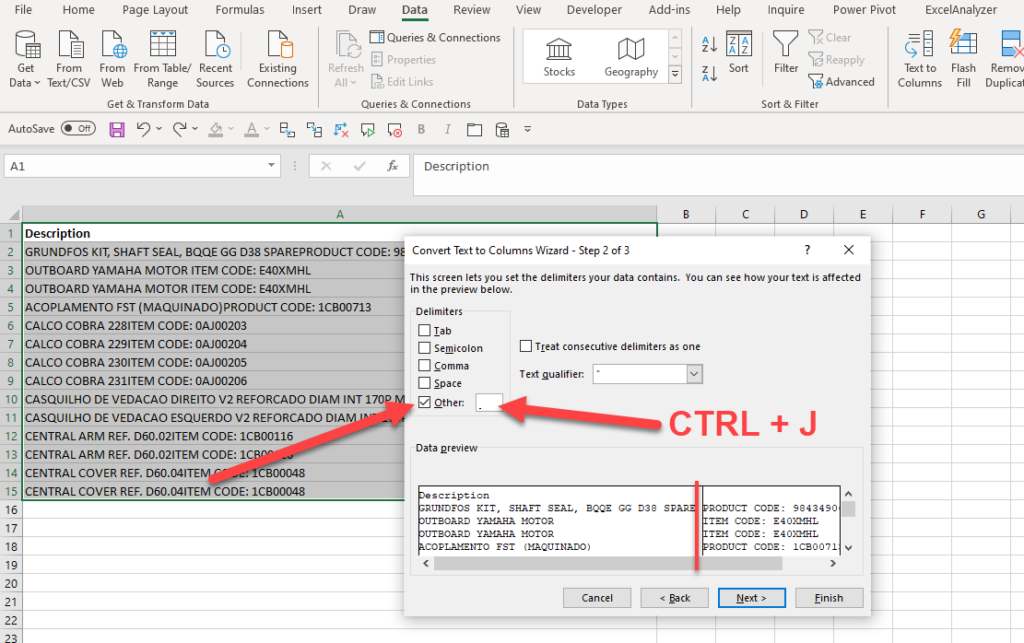 File Home Page Layout Formulas Insert Draw Data Review View Developer Add-ins Help Inquire Power Pivot ExcelAnalyzer
Get Data From Text/CSV From Web From Table/ Range Recent Sources Existing Connections
Refresh All Queries & Connections Properties Edit Links
Stocks Geography
Sort Filter Clear Reapply Advanced
Text to Columns Flash Fill
Get & Transform Data Queries & Connections Data Types Sort & Filter
AutoSave Off B I
A1 fx Description
A B C D E F G
1 Description
2 GRUNDFOS KIT, SHAFT SEAL, BQQE GG D38 SPAREPRODUCT CODE: 98
3 OUTBOARD YAMAHA MOTOR ITEM CODE: E40XMHL
4 OUTBOARD YAMAHA MOTOR ITEM CODE: E40XMHL
5 ACOPLAMENTO FST (MAQUINADO)PRODUCT CODE: 1CB00713
6 CALCO COBRA 228ITEM CODE: 0AJ00203
7 CALCO COBRA 229ITEM CODE: 0AJ00204
8 CALCO COBRA 230ITEM CODE: 0AJ00205
9 CALCO COBRA 231ITEM CODE: 0AJ00206
10 CASQUILHO DE VEDACAO DIREITO V2 REFORCADO DIAM INT 170P M
11 CASQUILHO DE VEDACAO ESQUERDO V2 REFORCADO DIAM INT
12 CENTRAL ARM REF. D60.02ITEM CODE: 1CB00116
13 CENTRAL ARM REF. D60.02ITEM CODE:
14 CENTRAL COVER REF. D60.04ITEM CODE: 1CB00048
15 CENTRAL COVER REF. D60.04ITEM CODE: 1CB00048
16
17
18
19
20
21
22
23
Convert Text to Columns Wizard - Step 2 of 3 ?
This screen lets you set the delimiters your data contains. You can see how your text is affected
in the preview below.
Delimiters
Tab
Semicolon
Comma
Space
Other:
Treat consecutive delimiters as one
Text qualifier: "
CTRL + J
Data preview
Description
GRUNDFOS KIT, SHAFT SEAL, BQQE GG D38 SPARE PRODUCT CODE: 9843490
OUTBOARD YAMAHA MOTOR ITEM CODE: E40XMHL
OUTBOARD YAMAHA MOTOR ITEM CODE: E40XMHL
ACOPLAMENTO FST (MAQUINADO) PRODUCT CODE: 1CB0071
Cancel < Back Next > Finish